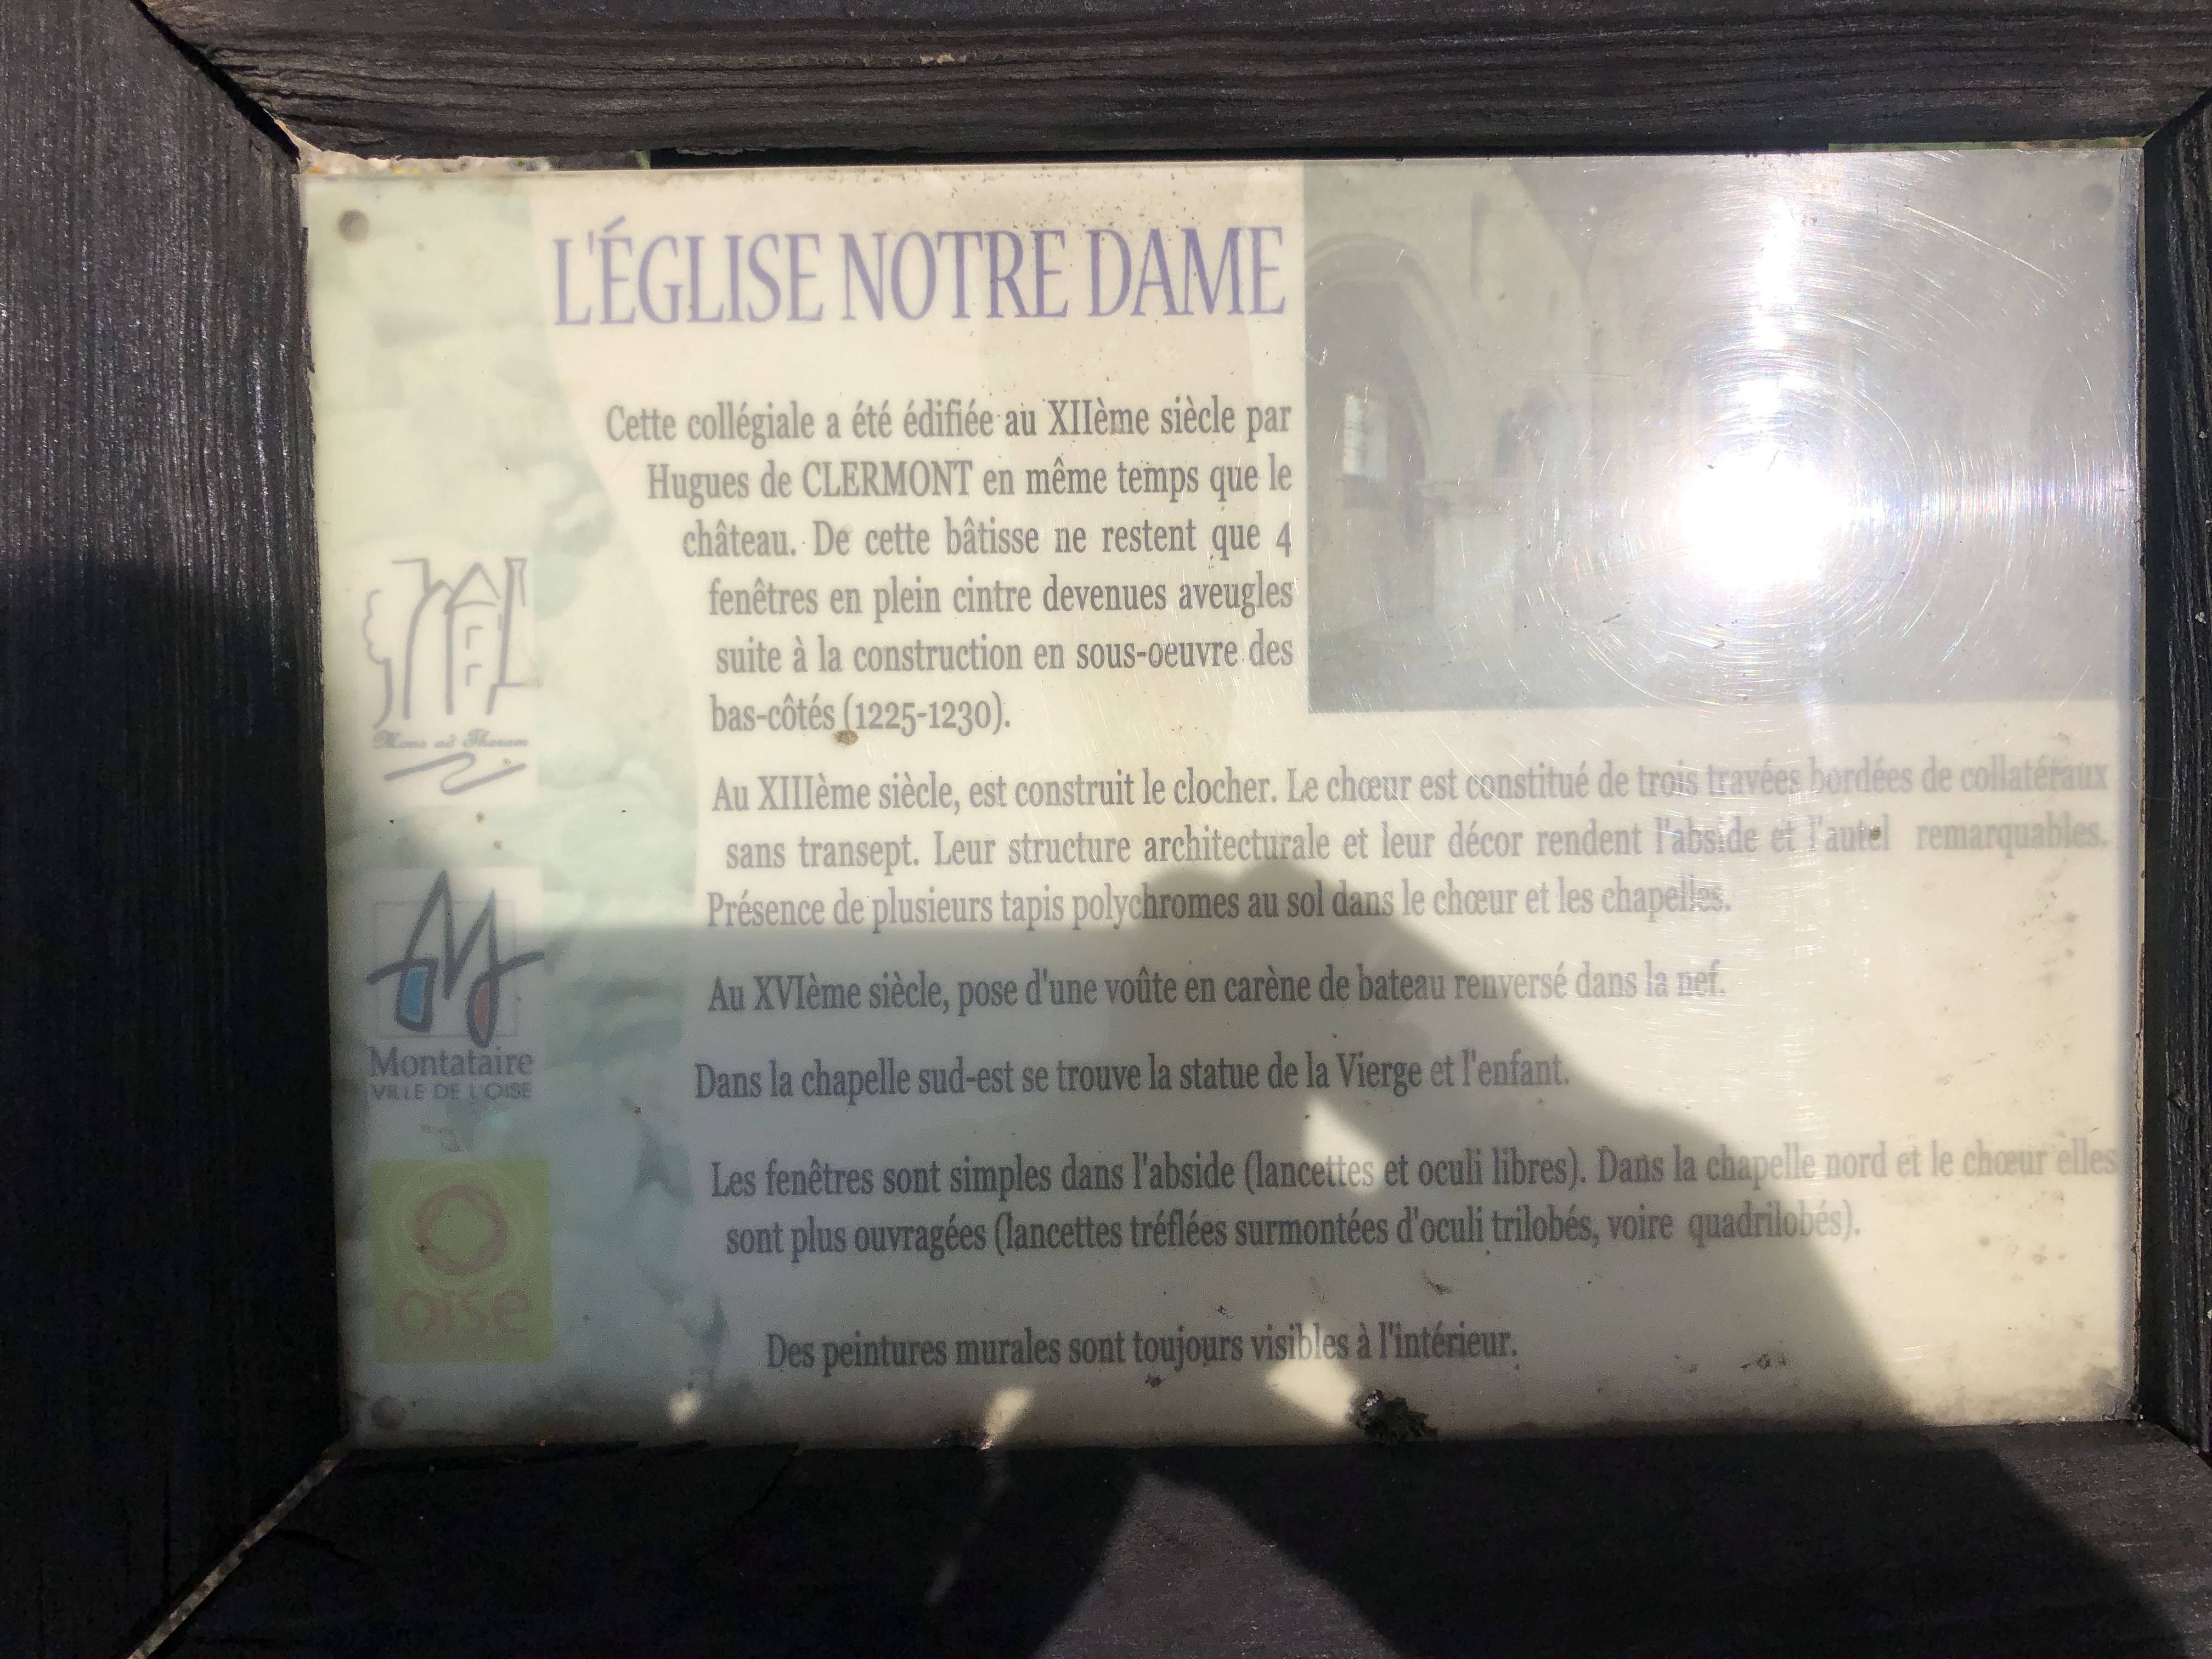 L'ÉGLISE NOTRE DAME
Cette collégiale a été édifiée au XIIème siècle par
Hugues de CLERMONT en même temps que le
château. De cette bâtisse ne restent que 4
fenêtres en plein cintre devenues aveugles
suite à la construction en sous-oeuvre des
bas-côtés (1225-1230).
Au XIIIème siècle, est construit le clocher. Le chœur est constitué de trois travées bordées de collatéraux
sans transept. Leur structure architecturale et leur décor rendent l'abside et l'autel remarquables.
Présence de plusieurs tapis polychromes au sol dans le chœur et les chapelles.
Au XVIème siècle, pose d'une voûte en carène de bateau renversé dans la nef.
Dans la chapelle sud-est se trouve la statue de la Vierge et l'enfant.
Les fenêtres sont simples dans l'abside (lancettes et oculi libres). Dans la chapelle nord et le chœur elles
sont plus ouvragées (lancettes tréflées surmontées d'oculi trilobés, voire quadrilobés).
Des peintures murales sont toujours visibles à l'intérieur.
Mons ad Theram
Montataire
VILLE DE L'OISE
oise